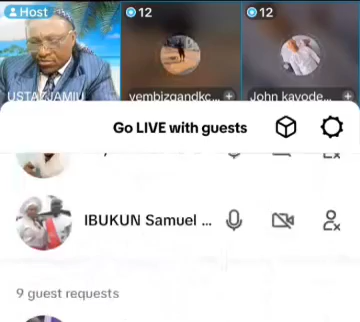 Host
12
12
USTAZJAMIU
yembizgandkc...
John kayode...
Go LIVE with guests
IBUKUN Samuel ...
9 guest requests